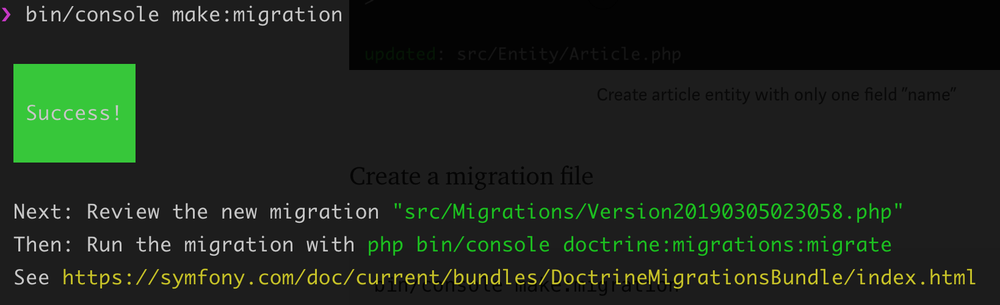 ❯ bin/console make:migration
updated: src/Entity/Article.php
Create article entity with only one field "name"
Success!
Create a migration file
Next: Review the new migration "src/Migrations/Version20190305023058.php"
Then: Run the migration with php bin/console doctrine:migrations:migrate
See https://symfony.com/doc/current/bundles/DoctrineMigrationsBundle/index.html
bin/console make:migration